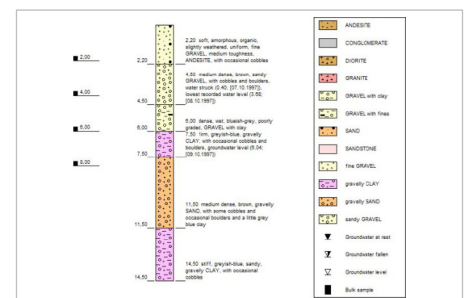 2,20 soft, amorphous, organic,
slightly weathered, uniform, fine
GRAVEL, medium toughness,
ANDESITE, with occasional cobbles
2,00
2,20
4,50 medium dense, brown, sandy
GRAVEL, with cobbles and boulders,
water struck (0.40; [07.10.1997]),
lowest recorded water level (3.68;
[08.10.1997])
4,00
4,50
6,00 dense, wet, blueish-grey, poorly
graded, GRAVEL with clay
6,00
6,00
7,50 firm, greyish-blue, gravelly
CLAY, with occasional cobbles and
boulders, groundwater level (5.04;
[09.10.1997])
7,50
8,00
11,50 medium dense, brown, gravelly
SAND, with some cobbles and
occasional boulders and a little grey
blue clay
11,50
14,50 stiff, greyish-blue, sandy,
gravelly CLAY, with occasional
cobbles
14,50
ANDESITE
CONGLOMERATE
DIORITE
GRANITE
GRAVEL with clay
GRAVEL with fines
SAND
SANDSTONE
fine GRAVEL
gravelly CLAY
gravelly SAND
sandy GRAVEL
Groundwater at rest
Groundwater fallen
Groundwater level
Bulk sample